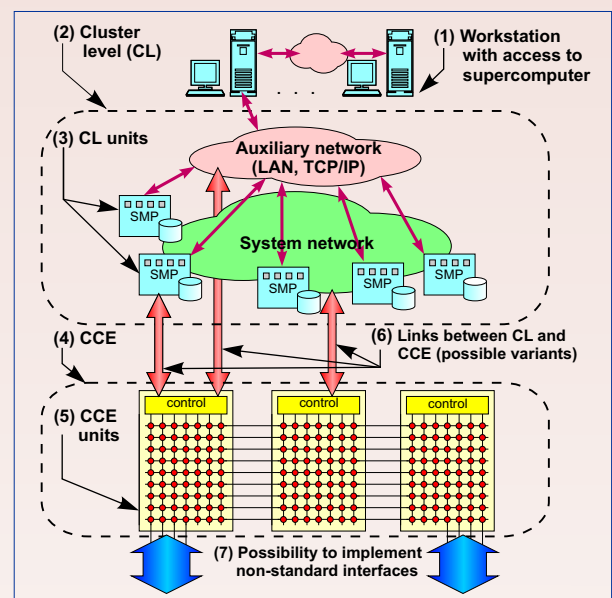 (2) Cluster
level (CL)
(1) Workstation
with access to
supercomputer
. . .
(3) CL units
Auxiliary network
(LAN, TCP/IP)
SMP
System network
SMP
SMP
SMP
SMP
(4) CCE
(6) Links between CL and
CCE (possible variants)
(5) CCE
units
control
control
control
(7) Possibility to implement
non-standard interfaces